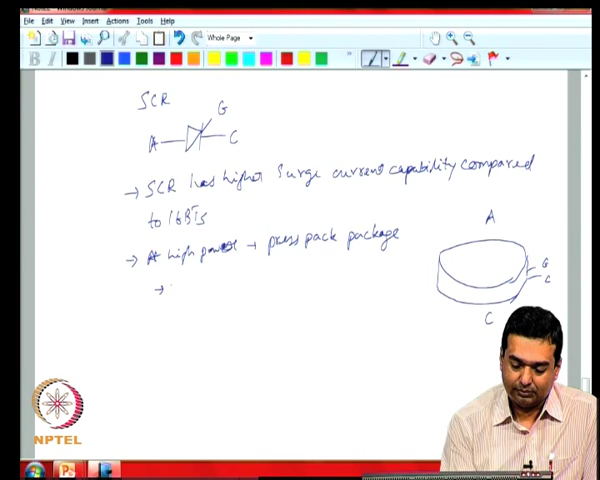 File Edit View Insert Actions Tools Help
Whole Page
SCR
G
A
C
→ SCR has higher surge current capability compared
to IGBTs
→ At high power → press pack package
→
A
G
C
C
NPTEL